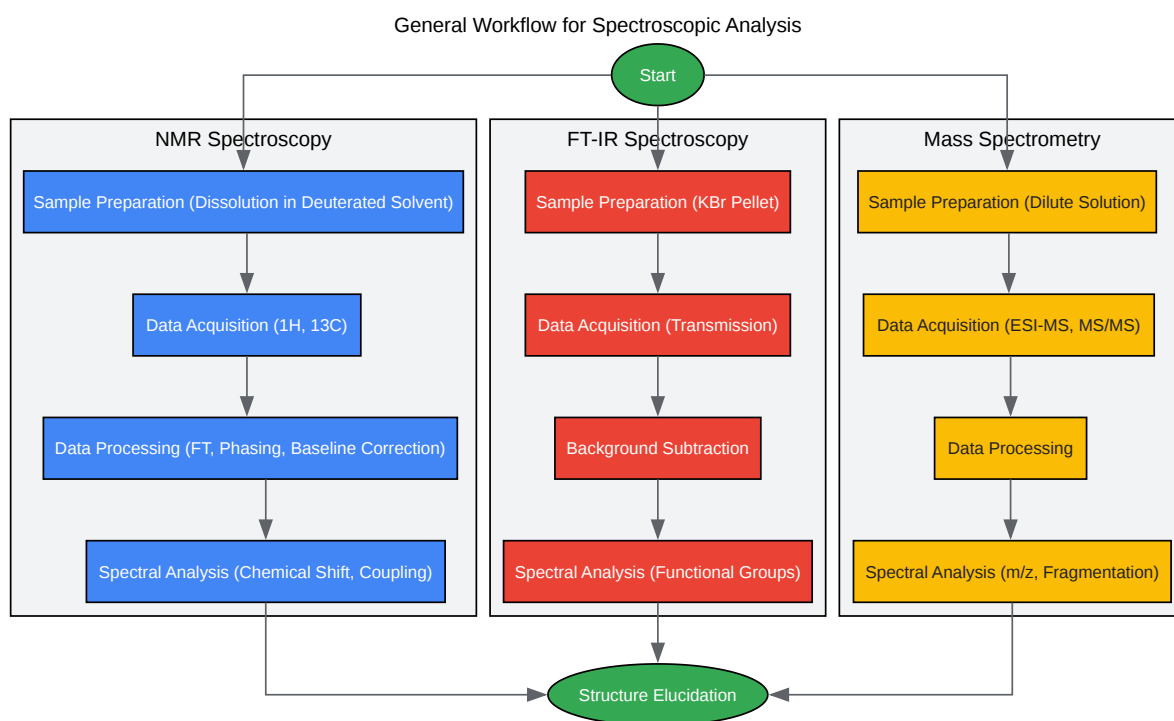 General Workflow for Spectroscopic Analysis
Start
NMR Spectroscopy
Sample Preparation (Dissolution in Deuterated Solvent)
Data Acquisition (1H, 13C)
Data Processing (FT, Phasing, Baseline Correction)
Spectral Analysis (Chemical Shift, Coupling)
FT-IR Spectroscopy
Sample Preparation (KBr Pellet)
Data Acquisition (Transmission)
Background Subtraction
Spectral Analysis (Functional Groups)
Mass Spectrometry
Sample Preparation (Dilute Solution)
Data Acquisition (ESI-MS, MS/MS)
Data Processing
Spectral Analysis (m/z, Fragmentation)
Structure Elucidation